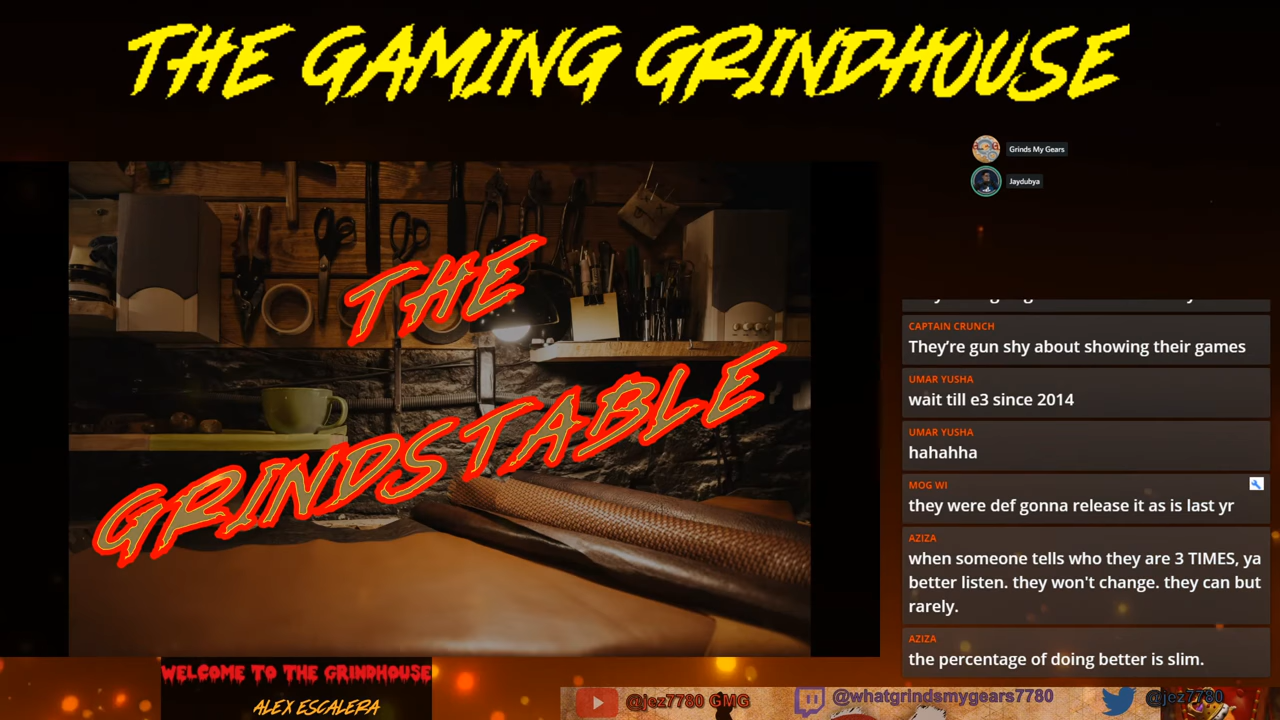 THE GAMING GRINDHOUSE
Grinds My Gears
Jaydubya
THE
GRINDSTABLE
CAPTAIN CRUNCH
They’re gun shy about showing their games
UMAR YUSHA
wait till e3 since 2014
UMAR YUSHA
hahahha
MOG WI
they were def gonna release it as is last yr
AZIZA
when someone tells who they are 3 TIMES, ya
better listen. they won't change. they can but
rarely.
AZIZA
the percentage of doing better is slim.
WELCOME TO THE GRINDHOUSE
ALEX ESCALERA
@jez7780 GMG
@whatgrindsmygears7780
@jez7780